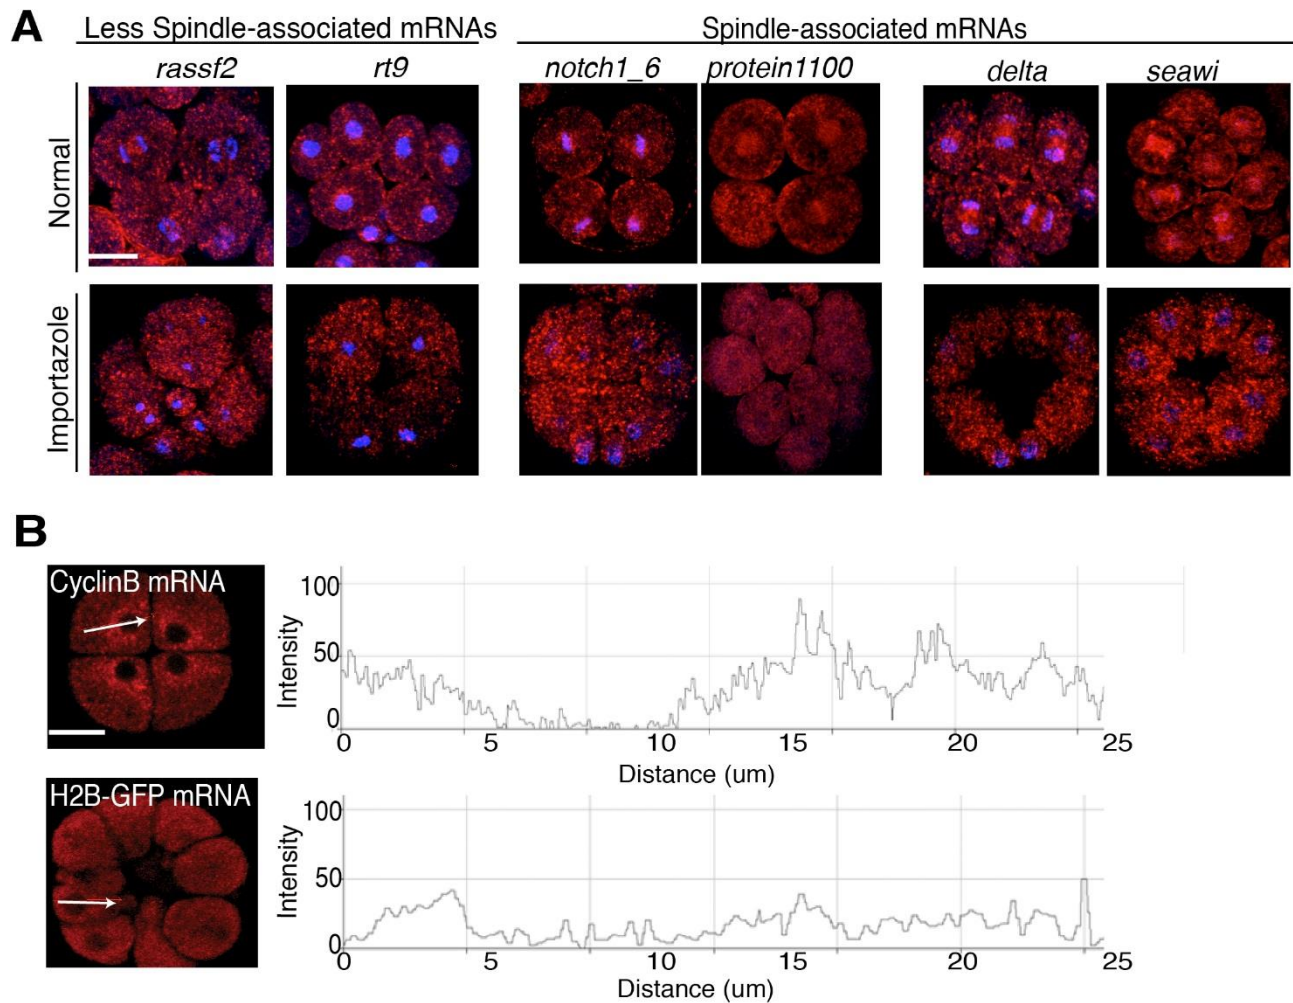 A
Less Spindle-associated mRNAs
Spindle-associated mRNAs
rassf2
rt9
notch1_6
protein1100
delta
seawi
Normal
Importazole
B
CyclinB mRNA
Intensity
100
50
0
0 5 10 15 20 25
Distance (um)
H2B-GFP mRNA
Intensity
100
50
0
0 5 10 15 20 25
Distance (um)